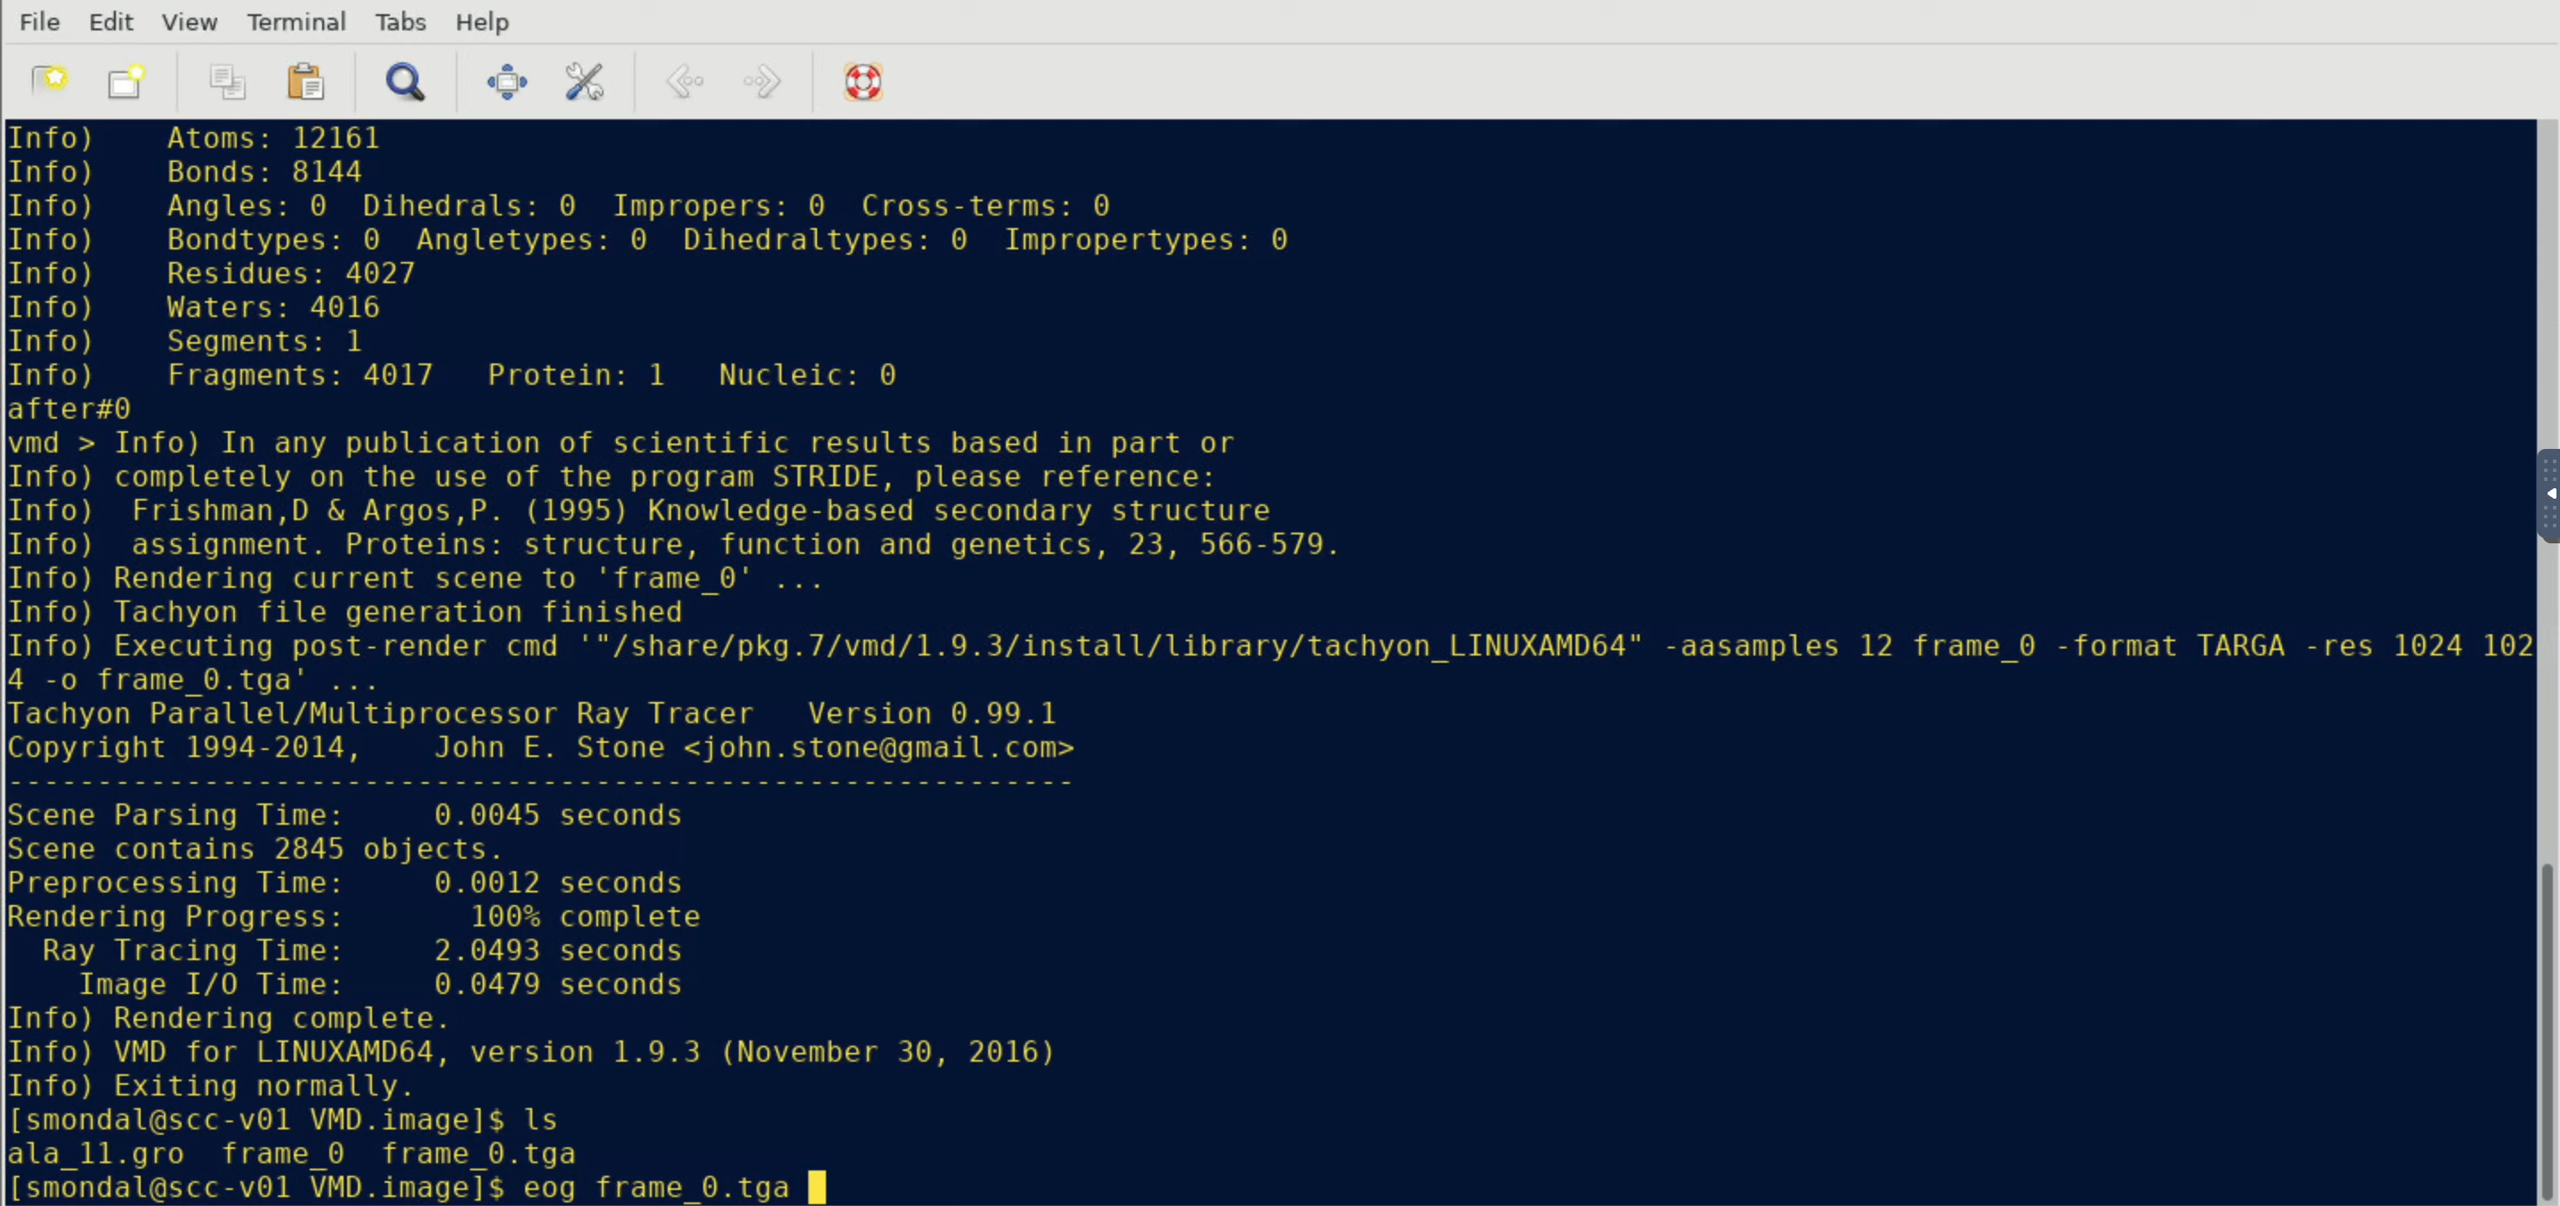 File  Edit  View  Terminal  Tabs  Help
Info)    Atoms: 12161
Info)    Bonds: 8144
Info)    Angles: 0  Dihedrals: 0  Impropers: 0  Cross-terms: 0
Info)    Bondtypes: 0  Angletypes: 0  Dihedraltypes: 0  Impropertypes: 0
Info)    Residues: 4027
Info)    Waters: 4016
Info)    Segments: 1
Info)    Fragments: 4017   Protein: 1   Nucleic: 0
after#0
vmd > Info) In any publication of scientific results based in part or
Info) completely on the use of the program STRIDE, please reference:
Info)  Frishman,D & Argos,P. (1995) Knowledge-based secondary structure
Info)  assignment. Proteins: structure, function and genetics, 23, 566-579.
Info) Rendering current scene to 'frame_0' ...
Info) Tachyon file generation finished
Info) Executing post-render cmd '"/share/pkg.7/vmd/1.9.3/install/library/tachyon_LINUXAMD64" -aasamples 12 frame_0 -format TARGA -res 1024 102
4 -o frame_0.tga' ...
Tachyon Parallel/Multiprocessor Ray Tracer   Version 0.99.1
Copyright 1994-2014,    John E. Stone <john.stone@gmail.com>
------------------------------------------------------------
Scene Parsing Time:     0.0045 seconds
Scene contains 2845 objects.
Preprocessing Time:     0.0012 seconds
Rendering Progress:       100% complete
  Ray Tracing Time:     2.0493 seconds
    Image I/O Time:     0.0479 seconds
Info) Rendering complete.
Info) VMD for LINUXAMD64, version 1.9.3 (November 30, 2016)
Info) Exiting normally.
[smondal@scc-v01 VMD.image]$ ls
ala_11.gro  frame_0  frame_0.tga
[smondal@scc-v01 VMD.image]$ eog frame_0.tga